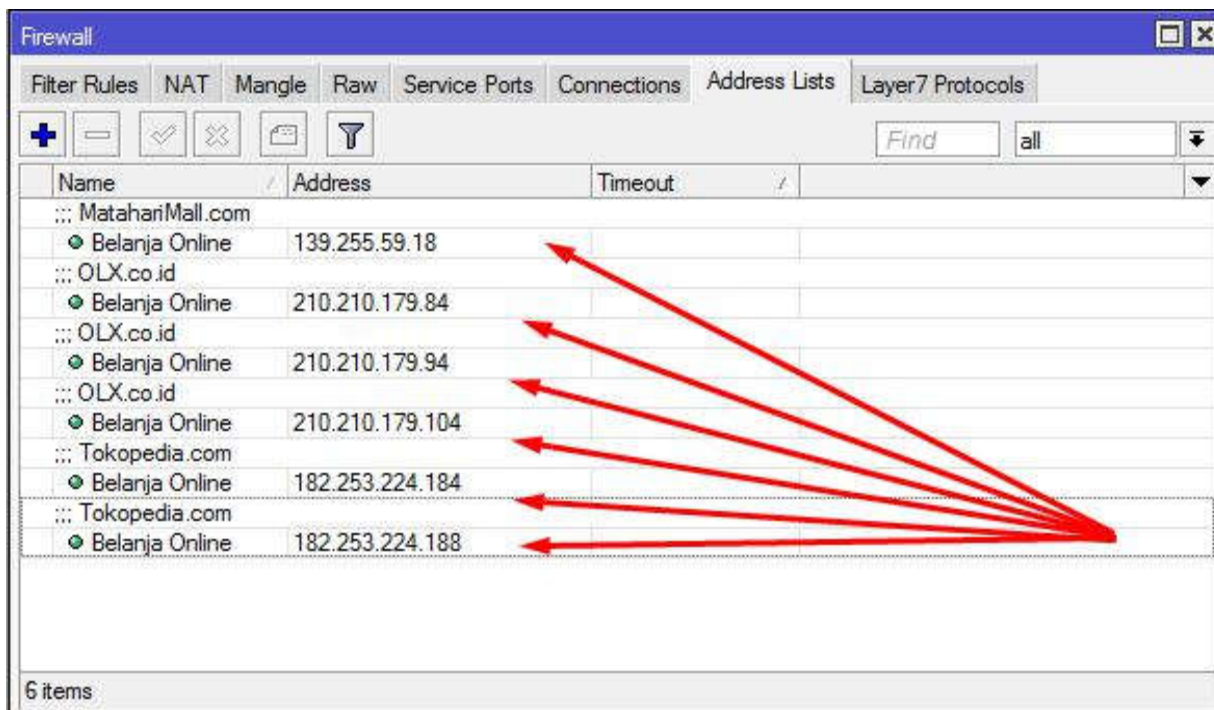 Firewall
Filter Rules NAT Mangle Raw Service Ports Connections Address Lists Layer7 Protocols
Find all
Name Address Timeout
;;; MatahariMall.com
Belanja Online 139.255.59.18
;;; OLX.co.id
Belanja Online 210.210.179.84
;;; OLX.co.id
Belanja Online 210.210.179.94
;;; OLX.co.id
Belanja Online 210.210.179.104
;;; Tokopedia.com
Belanja Online 182.253.224.184
;;; Tokopedia.com
Belanja Online 182.253.224.188
6 items